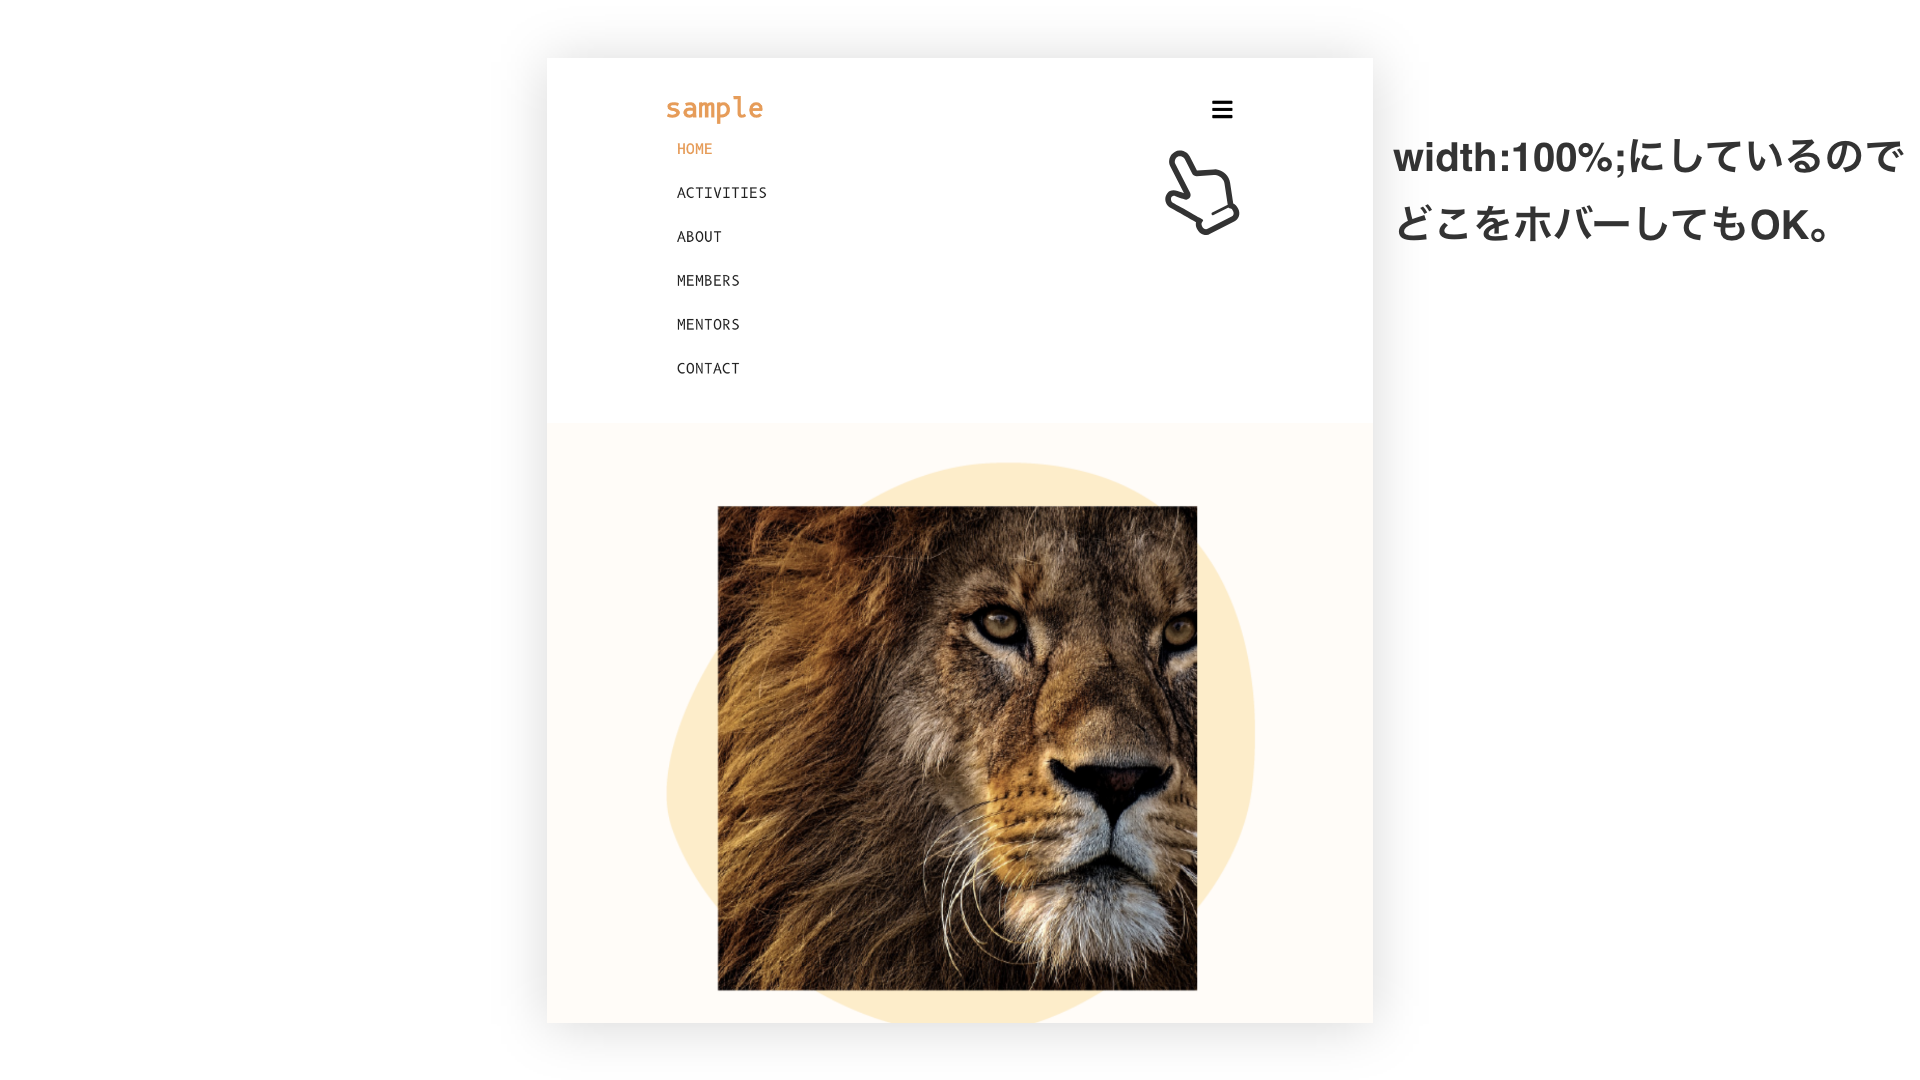 sample
HOME
ACTIVITIES
ABOUT
MEMBERS
MENTORS
CONTACT
width:100%;にしているので
どこをホバーしてもOK。